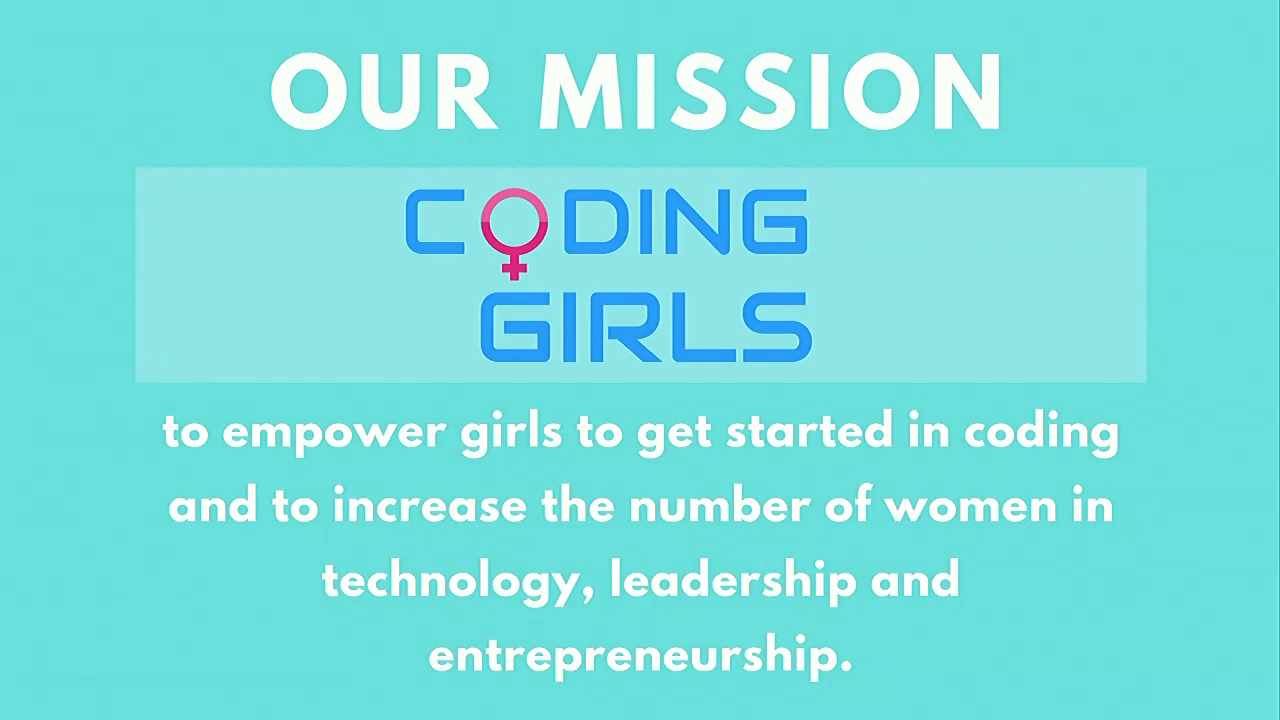 OUR MISSION
CODING
GIRLS
to empower girls to get started in coding
and to increase the number of women in
technology, leadership and
entrepreneurship.